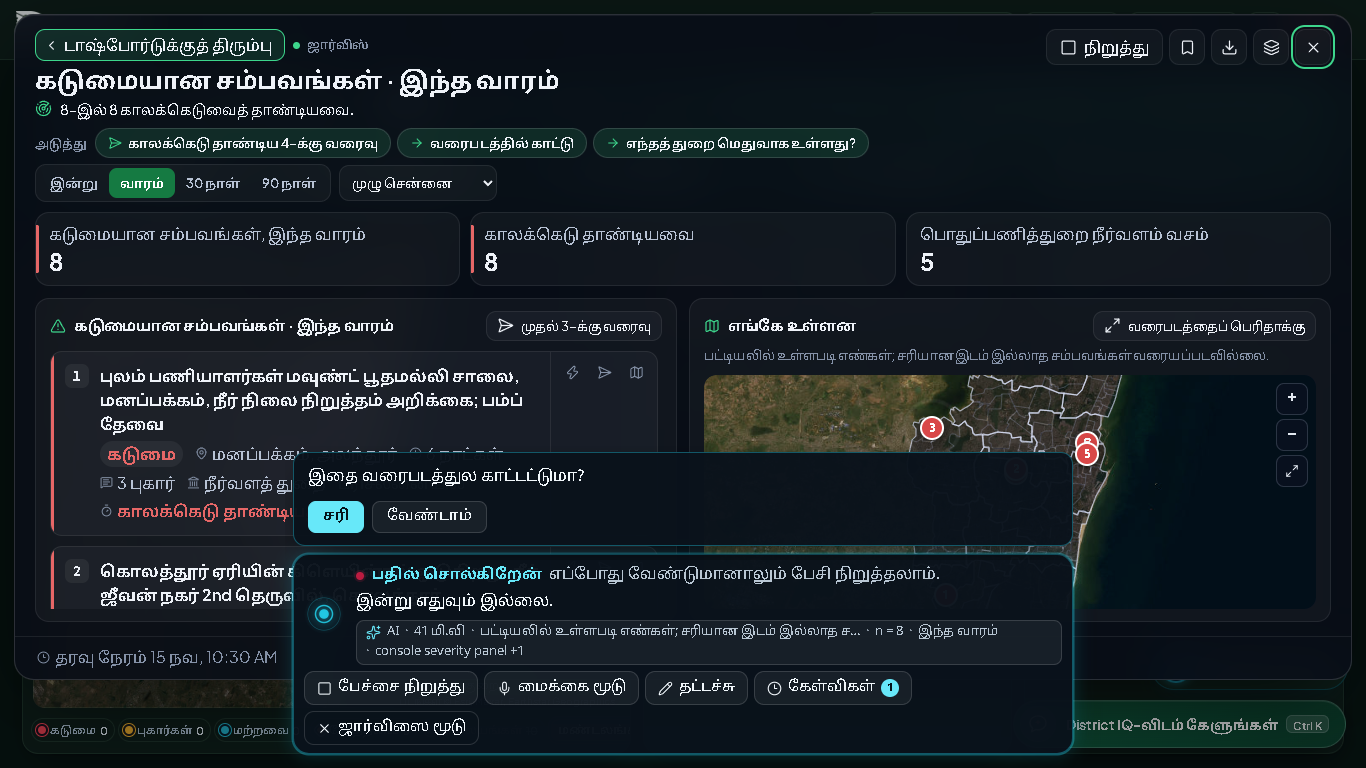 டாஷ்போர்டுக்குத் திரும்பு
ஜார்விஸ்
நிறுத்து
கடுமையான சம்பவங்கள் · இந்த வாரம்
8-இல் 8 காலக்கெடுவைத் தாண்டியவை.
அடுத்து
காலக்கெடு தாண்டிய 4-க்கு வரைவு
வரைபடத்தில் காட்டு
எந்தத் துறை மெதுவாக உள்ளது?
இன்று வாரம் 30 நாள் 90 நாள்
முழு சென்னை
கடுமையான சம்பவங்கள், இந்த வாரம்
8
காலக்கெடு தாண்டியவை
8
பொதுப்பணித்துறை நீர்வளம் வசம்
5
கடுமையான சம்பவங்கள் · இந்த வாரம்
முதல் 3-க்கு வரைவு
1
புலம் பணியாளர்கள் மவுண்ட் பூதமல்லி சாலை,
மனப்பக்கம், நீர் நிலை நிறுத்தம் அறிக்கை; பம்ப்
தேவை
கடுமை
மனப்பக்கம்
3 புகார்
நீர்வளத்
காலக்கெடு
2
கொலத்தூர் ஏரியின்
ஜீவன் நகர் 2nd
எங்கே உள்ளன
வரைபடத்தைப் பெரிதாக்கு
பட்டியலில் உள்ளபடி எண்கள்; சரியான இடம் இல்லாத சம்பவங்கள் வரையப்படவில்லை.
3
5
+
−
இதை வரைபடத்துல காட்டட்டுமா?
சரி
வேண்டாம்
பதில் சொல்கிறேன் எப்போது வேண்டுமானாலும் பேசி நிறுத்தலாம்.
இன்று எதுவும் இல்லை.
AI · 41 மி.வி · பட்டியலில் உள்ளபடி எண்கள்; சரியான இடம் இல்லாத ச... · n = 8 · இந்த வாரம்
· console severity panel +1
பேச்சை நிறுத்து
மைக்கை மூடு
தட்டச்சு
கேள்விகள் 1
ஜார்விஸை மூடு
தரவு நேரம் 15 நவ, 10:30 AM
கடுமை 0
புகார்கள் 0
மற்றவை
District IQ-விடம் கேளுங்கள்
Ctrl K